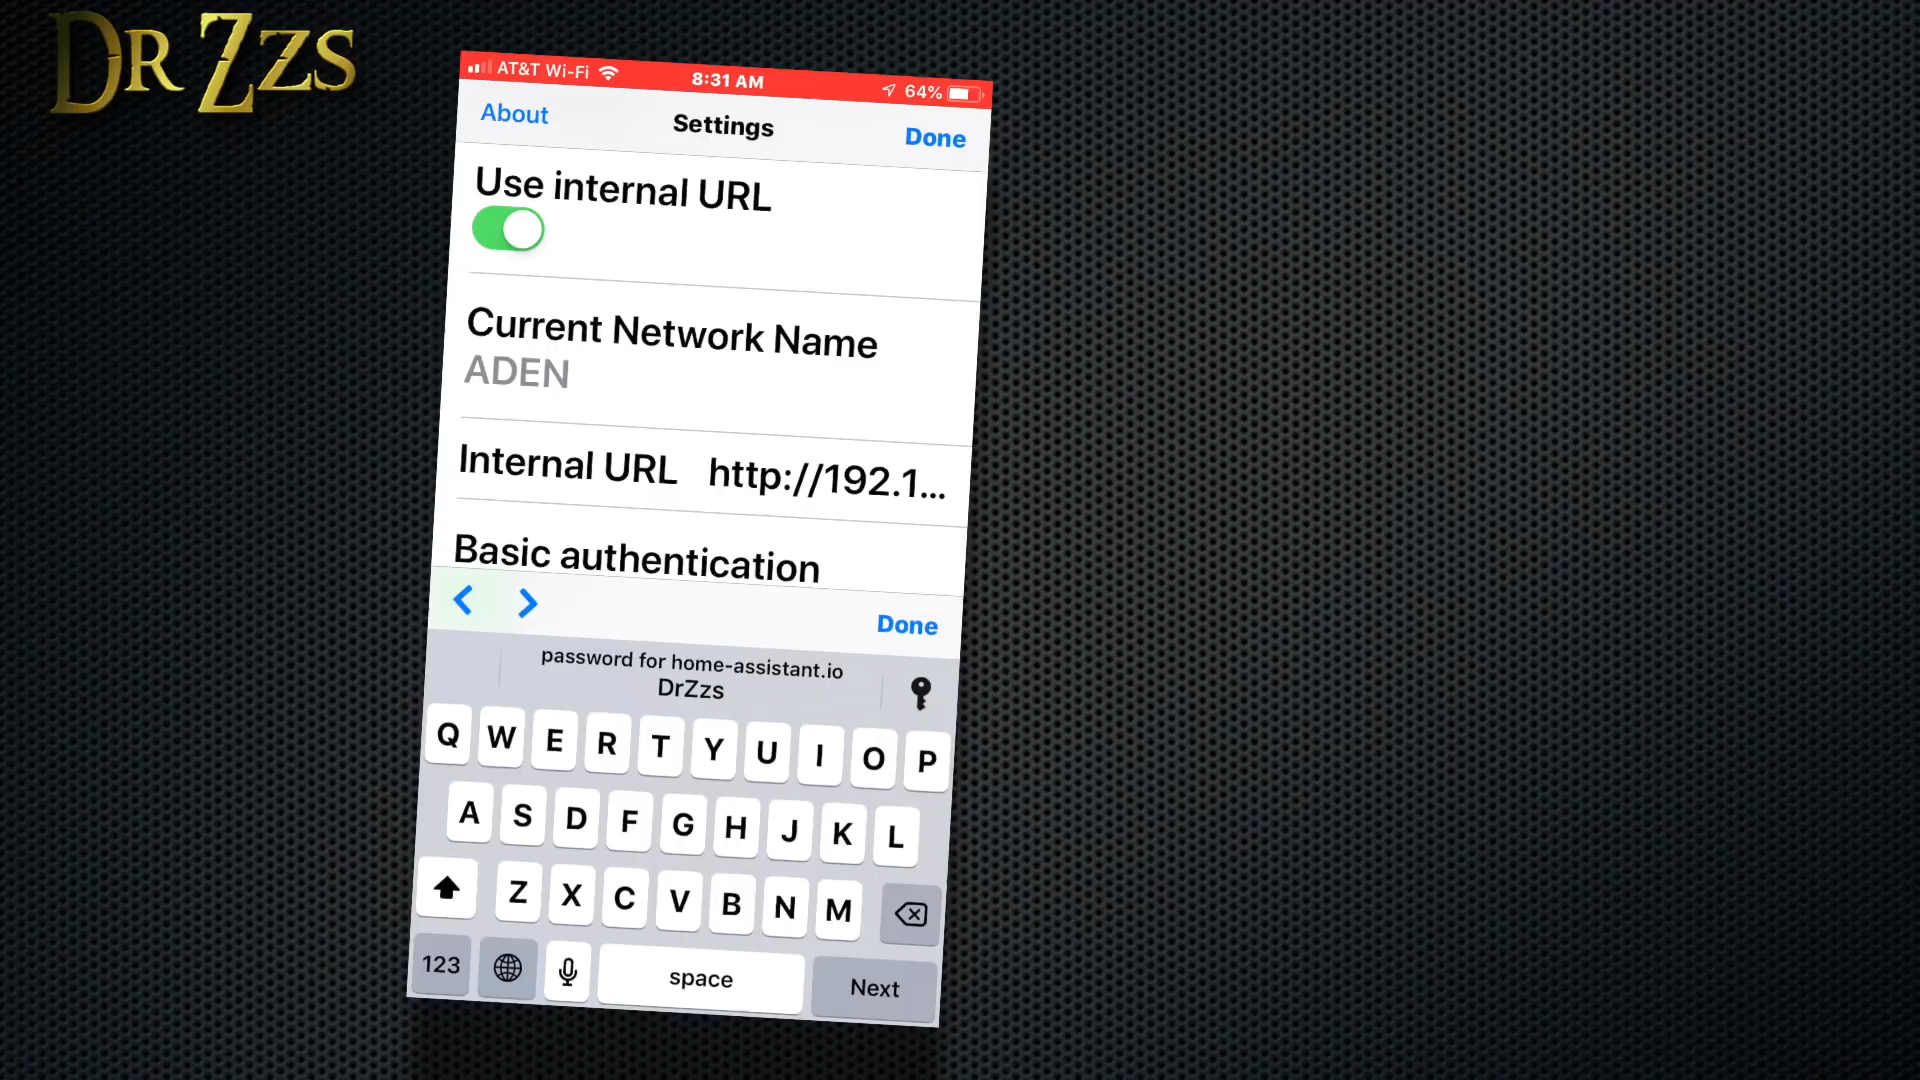 DR ZZS
AT&T Wi-Fi 8:31 AM 64%
About Settings Done
Use internal URL
Current Network Name
ADEN
Internal URL http://192.1...
Basic authentication
Done
password for home-assistant.io
DrZzs
Q W E R T Y U I O P
A S D F G H J K L
Z X C V B N M
123 space Next